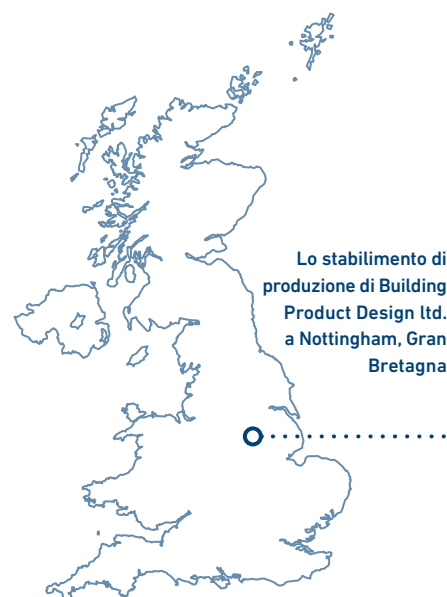 Lo stabilimento di
produzione di Building
Product Design ltd.
a Nottingham, Gran
Bretagna